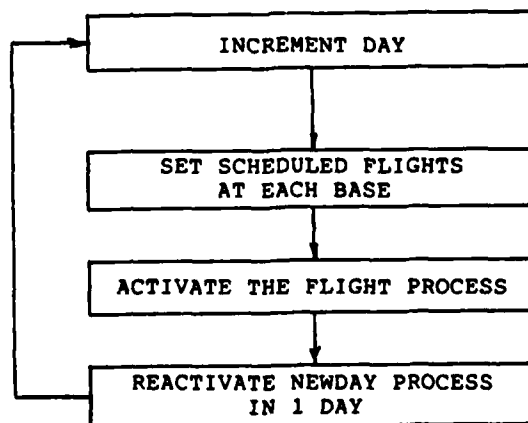 INCREMENT DAY
SET SCHEDULED FLIGHTS
AT EACH BASE
ACTIVATE THE FLIGHT PROCESS
REACTIVATE NEWDAY PROCESS
IN 1 DAY